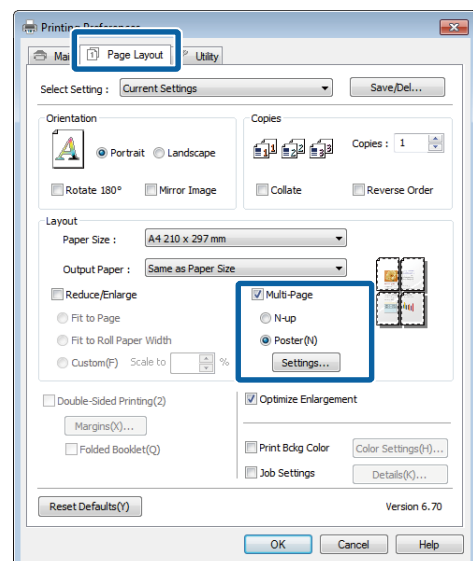 Printing Preferences
Page Layout Utility
Select Setting : Current Settings Save/Del...
Orientation Copies
Portrait Landscape Copies : 1
Rotate 180° Mirror Image Collate Reverse Order
Layout
Paper Size : A4 210 x 297 mm
Output Paper : Same as Paper Size
Reduce/Enlarge Multi-Page
Fit to Page N-up
Fit to Roll Paper Width Poster(N)
Custom(F) Scale to % Settings...
Double-Sided Printing(2) Optimize Enlargement
Margins(X)...
Folded Booklet(Q) Print Bckg Color Color Settings(H)...
Job Settings Details(K)...
Reset Defaults(Y) Version 6.70
OK Cancel Help